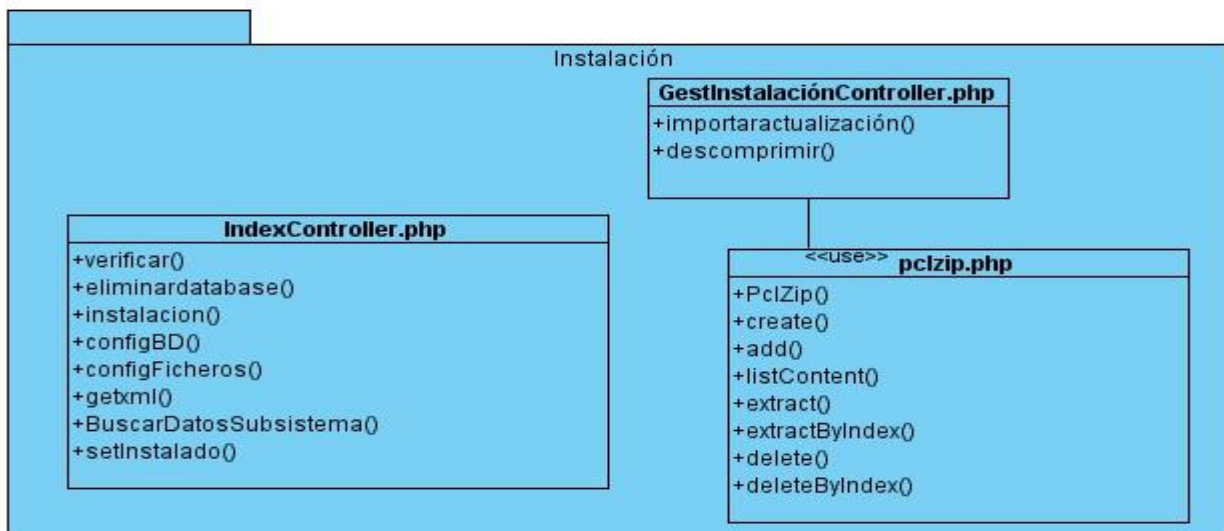 Instalación
GestInstalaciónController.php
+importaractualización()
+descomprimir()
IndexController.php
+verificar()
+eliminardatabase()
+instalacion()
+configBD()
+configFicheros()
+getxml()
+BuscarDatosSubsistema()
+setInstalado()
<<use>>
pclzip.php
+PclZip()
+create()
+add()
+listContent()
+extract()
+extractByIndex()
+delete()
+deleteByIndex()